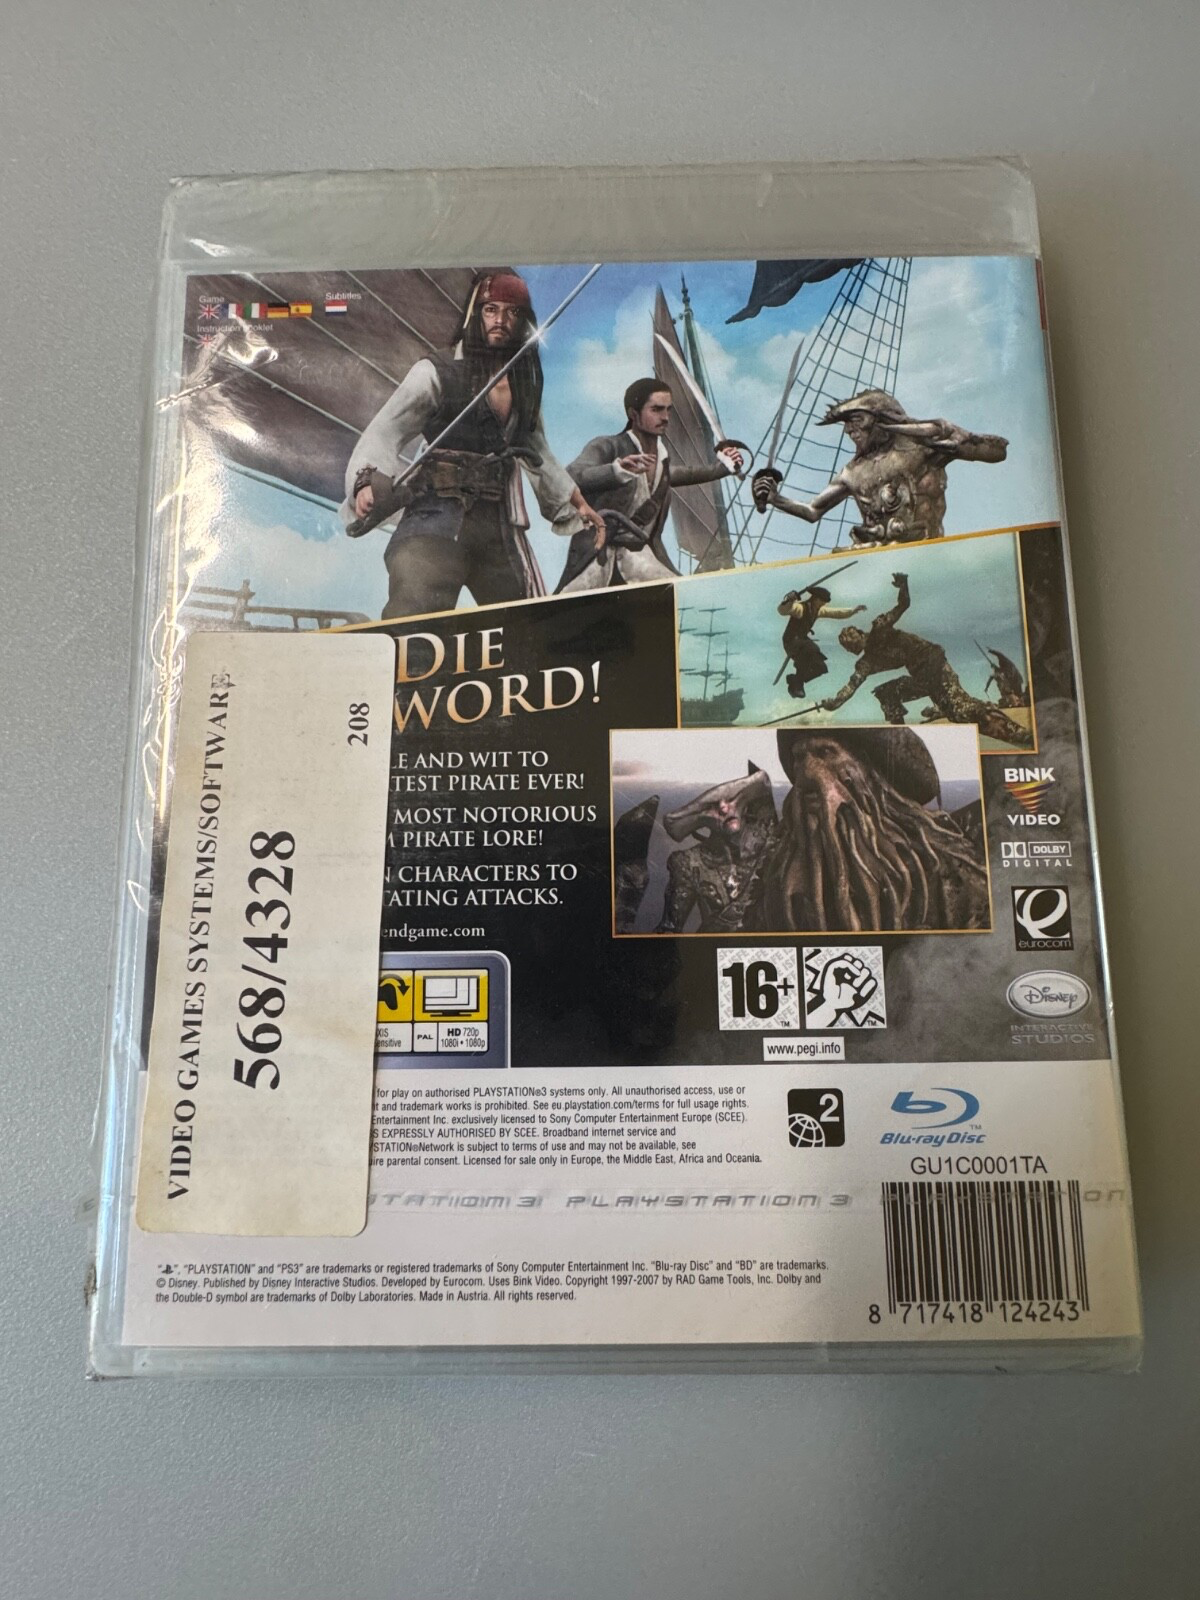 Game
Subtitles
Instruction Booklet
DIE
WORD!
AND WIT TO
PIRATE EVER!
MOST NOTORIOUS
PIRATE LORE!
CHARACTERS TO
ATTACKS.
endgame.com
VIDEO GAMES SYSTEMS/SOFTWARE
568/4328
208
PAL
HD 720p
1080i • 1080p
BINK
VIDEO
DOLBY
DIGITAL
eurocom
Disney
INTERACTIVE
STUDIOS
16+
TM
TM
www.pegi.info
for play on authorised PLAYSTATION®3 systems only. All unauthorised access, use or
and trademark works is prohibited. See eu.playstation.com/terms for full usage rights.
Entertainment Inc. exclusively licensed to Sony Computer Entertainment Europe (SCEE).
EXPRESSLY AUTHORISED BY SCEE. Broadband internet service and
is subject to terms of use and may not be available, see
parental consent. Licensed for sale only in Europe, the Middle East, Africa and Oceania.
2
Blu-ray Disc
TM
GU1C0001TA
PLAYSTATION 3
", "PLAYSTATION" and "PS3" are trademarks or registered trademarks of Sony Computer Entertainment Inc. "Blu-ray Disc" and "BD" are trademarks.
© Disney. Published by Disney Interactive Studios. Developed by Eurocom. Uses Bink Video. Copyright 1997-2007 by RAD Game Tools, Inc. Dolby and
the Double-D symbol are trademarks of Dolby Laboratories. Made in Austria. All rights reserved.
8 717418 124243